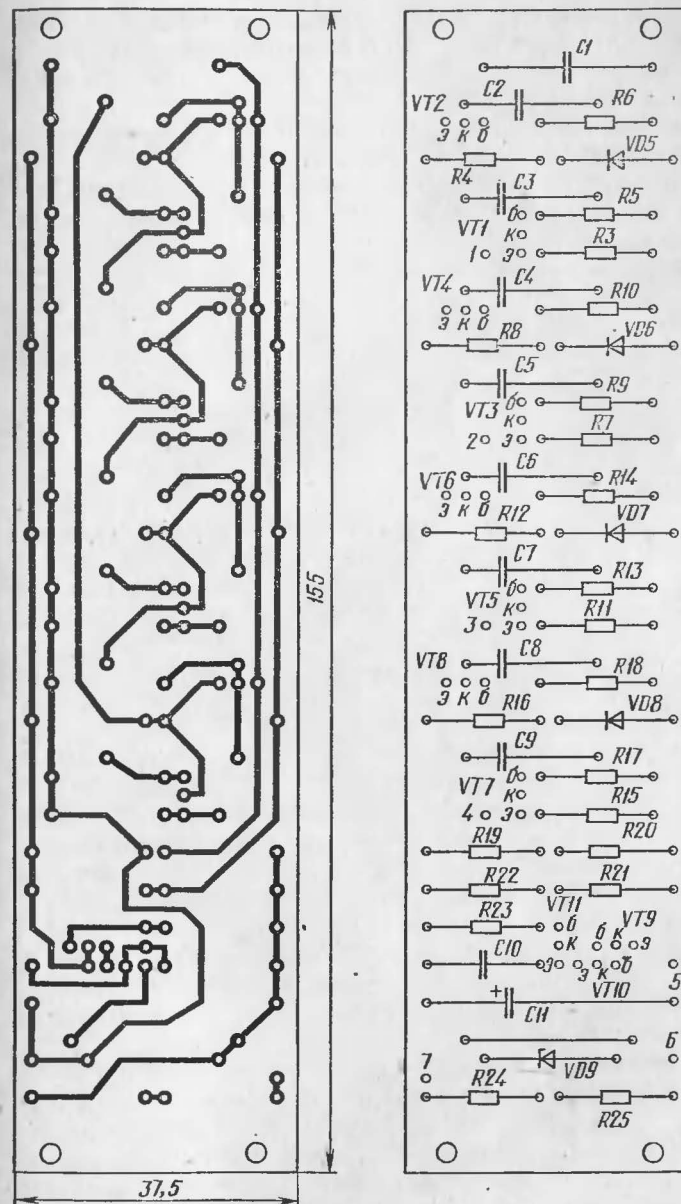 C1
C2
VT2
R6
э к б
VD5
R4
C3
б
R5
VT1
к
R3
1
э
C4
VT4
R10
э к б
R8
VD6
C5
б
R9
VT3
к
R7
2
э
C6
VT6
R14
э к б
R12
VD7
C7
б
R13
VT5
к
R11
3
э
C8
VT8
R18
э к б
R16
VD8
C9
б
R17
VT7
к
R15
4
э
R19
R20
R22
R21
R23
VT11
б
VT9
б к
к
э
C10
э
э к б
5
VT10
+
C11
7
6
VD9
R24
R25
155
37,5